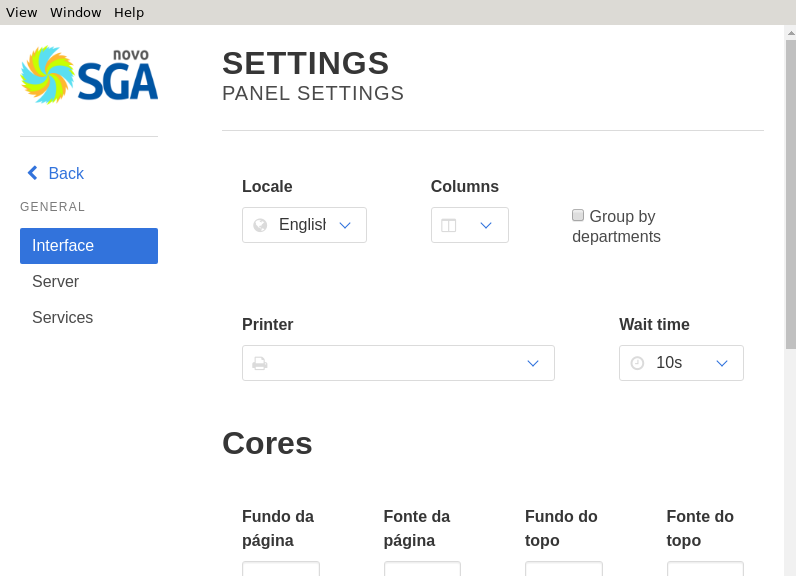 View Window Help
novo
SGA
SETTINGS
PANEL SETTINGS
Back
GENERAL
Interface
Server
Services
Locale
Columns
English
Group by
departments
Printer
Wait time
10s
Cores
Fundo da
página
Fonte da
página
Fundo do
topo
Fonte do
topo